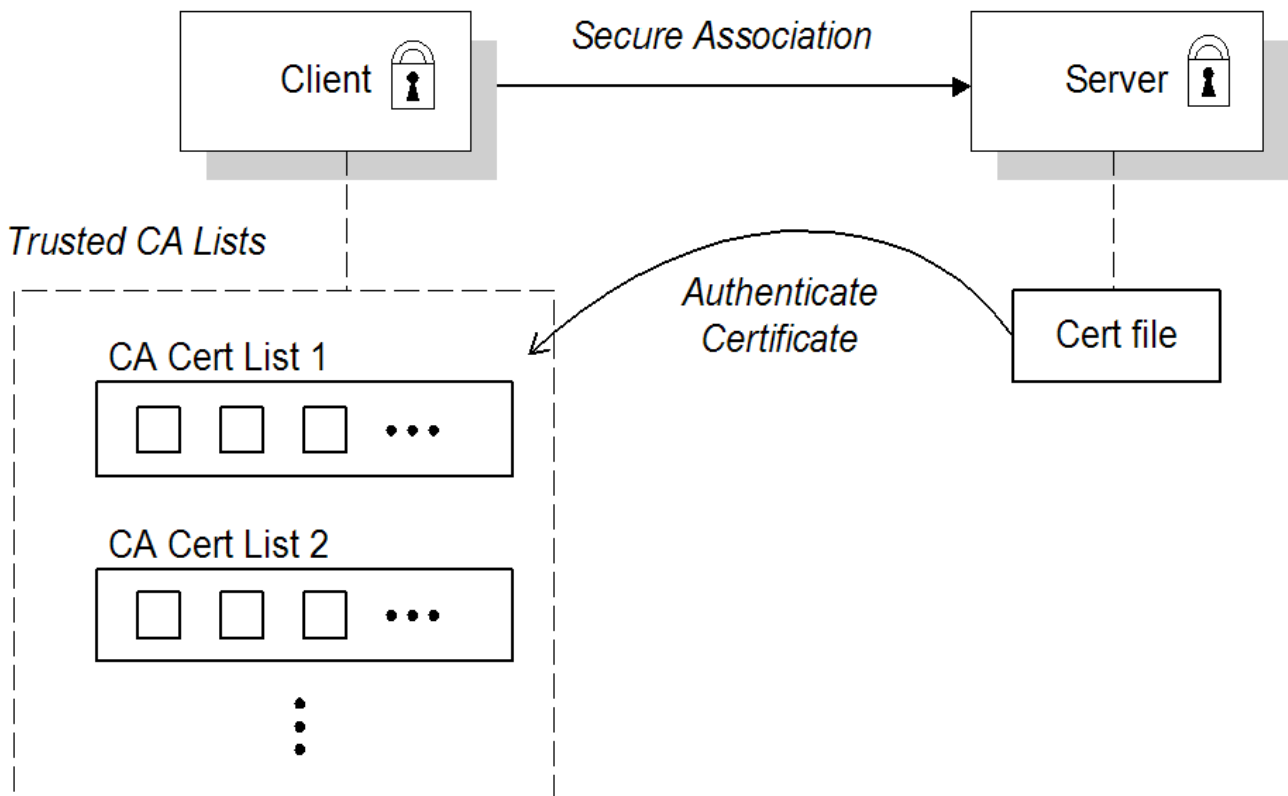 Secure Association
Client
Server
Trusted CA Lists
Authenticate
Certificate
Cert file
CA Cert List 1
CA Cert List 2